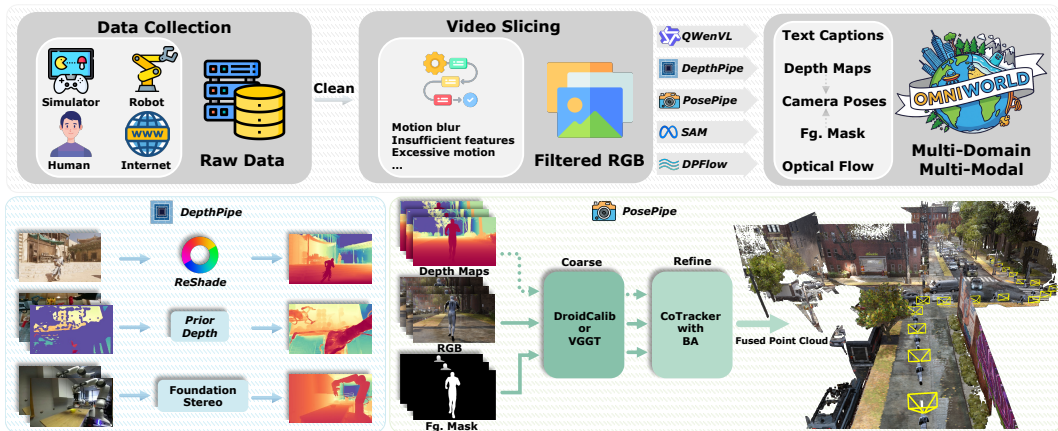 Data Collection
Simulator
Robot
Human
WWW
Internet
Raw Data
Clean
Video Slicing
Motion blur
Insufficient features
Excessive motion
...
Filtered RGB
QWenVL
DepthPipe
PosePipe
SAM
DPFlow
Text Captions
Depth Maps
Camera Poses
Fg. Mask
Optical Flow
OMNIWORLD
Multi-Domain
Multi-Modal
DepthPipe
ReShade
Prior
Depth
Foundation
Stereo
PosePipe
Depth Maps
RGB
Fg. Mask
Coarse
DroidCalib
or
VGGT
Refine
CoTracker
with
BA
Fused Point Cloud